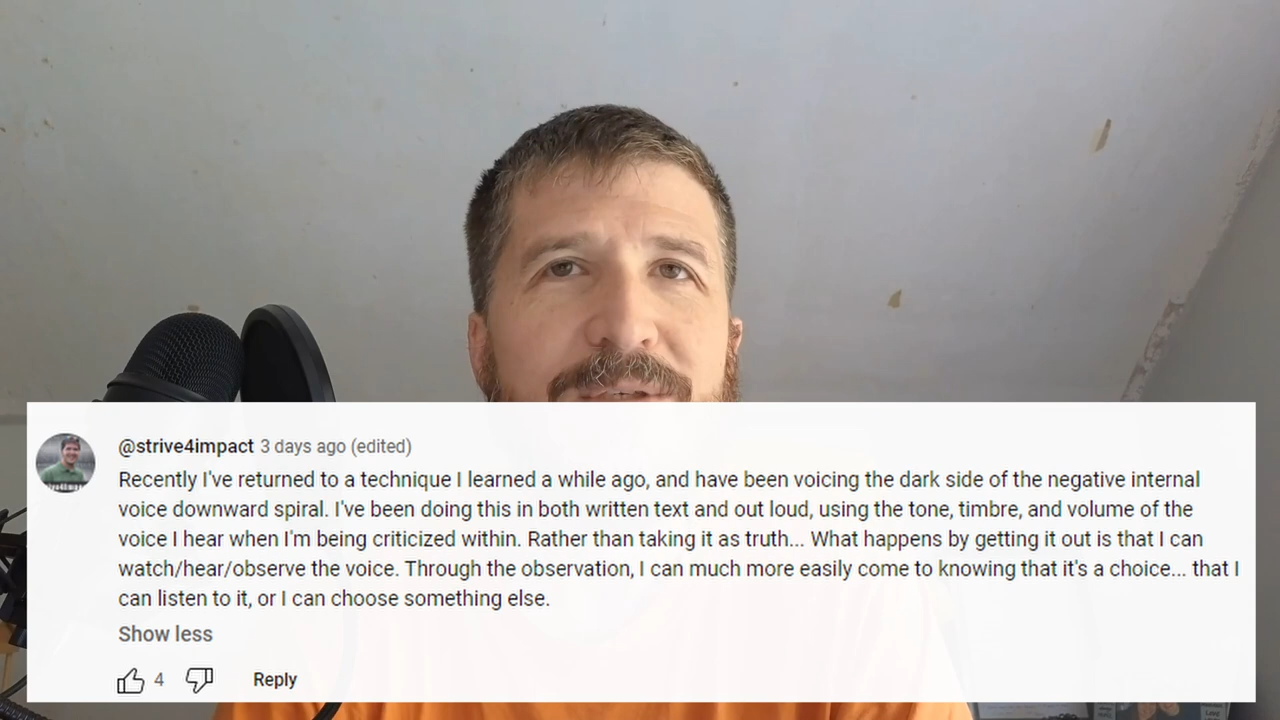 @strive4impact 3 days ago (edited)
Recently I've returned to a technique I learned a while ago, and have been voicing the dark side of the negative internal
voice downward spiral. I've been doing this in both written text and out loud, using the tone, timbre, and volume of the
voice I hear when I'm being criticized within. Rather than taking it as truth... What happens by getting it out is that I can
watch/hear/observe the voice. Through the observation, I can much more easily come to knowing that it's a choice... that I
can listen to it, or I can choose something else.
Show less
4 Reply